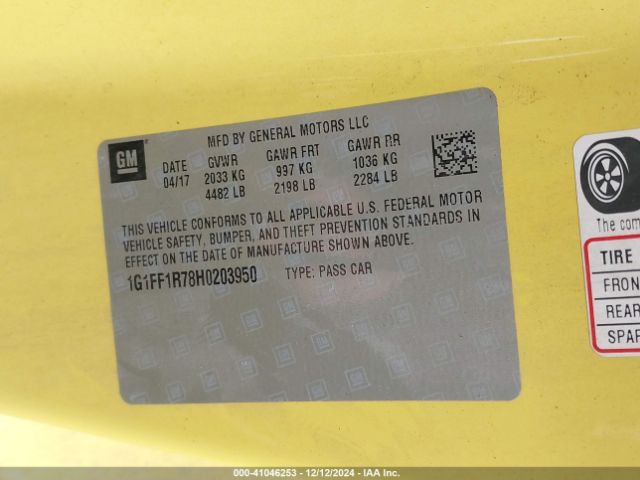 MFD BY GENERAL MOTORS LLC
GM
DATE GVWR GAWR FRT GAWR RR
04/17 2033 KG 997 KG 1036 KG
4482 LB 2198 LB 2284 LB
THIS VEHICLE CONFORMS TO ALL APPLICABLE U.S. FEDERAL MOTOR
VEHICLE SAFETY, BUMPER, AND THEFT PREVENTION STANDARDS IN
EFFECT ON THE DATE OF MANUFACTURE SHOWN ABOVE.
1G1FF1R78H0203950 TYPE: PASS CAR
The com
TIRE
FRON
REAR
SPAR
000-41046253 - 12/12/2024 - IAA Inc.